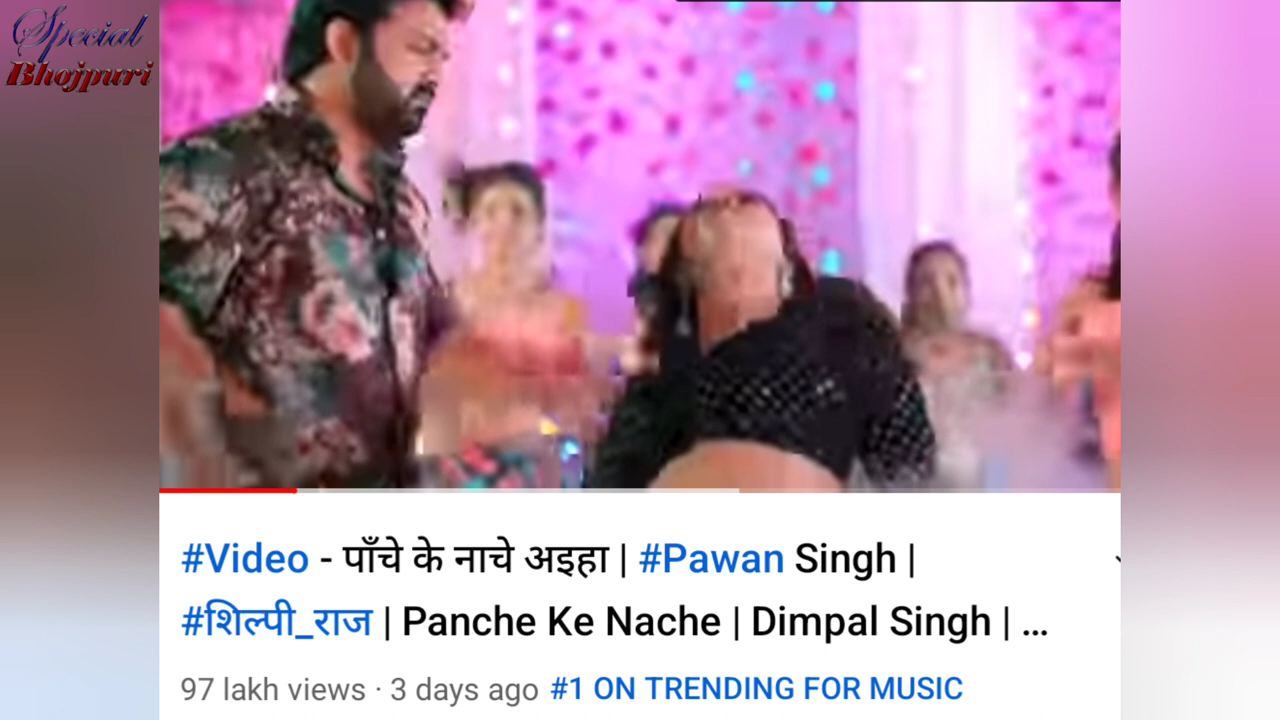 Special
Bhojpuri
#Video - पाँचे के नाचे अइहा | #Pawan Singh |
#शिल्पी_राज | Panche Ke Nache | Dimpal Singh | ...
97 lakh views · 3 days ago #1 ON TRENDING FOR MUSIC